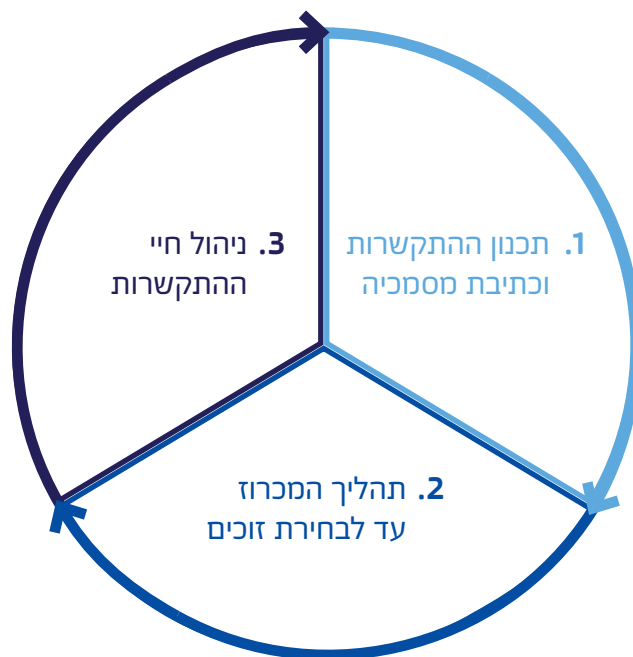 1. תכנון ההתקשרות
וכתיבת מסמכיה
2. תהליך המכרוז
עד לבחירת זוכים
3. ניהול חיי
ההתקשרות